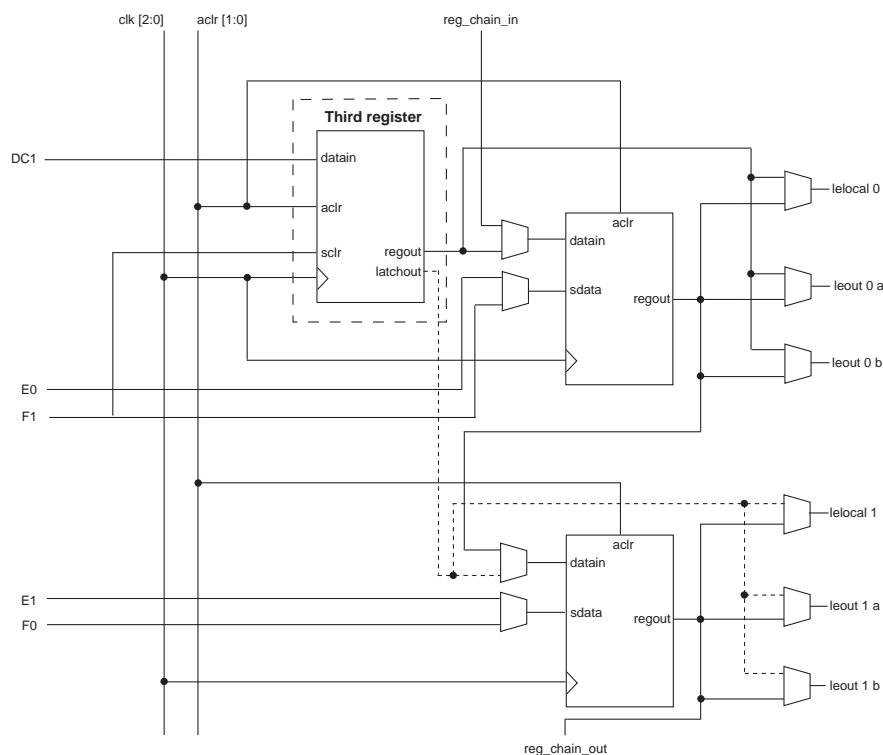 clk [2:0] aclr [1:0] reg_chain_in
Third register
DC1
datain
aclr
sclr
regout
latchout
aclr
datain
sdata
regout
lelocal 0
leout 0 a
leout 0 b
E0
F1
aclr
datain
sdata
regout
lelocal 1
leout 1 a
leout 1 b
E1
F0
reg_chain_out